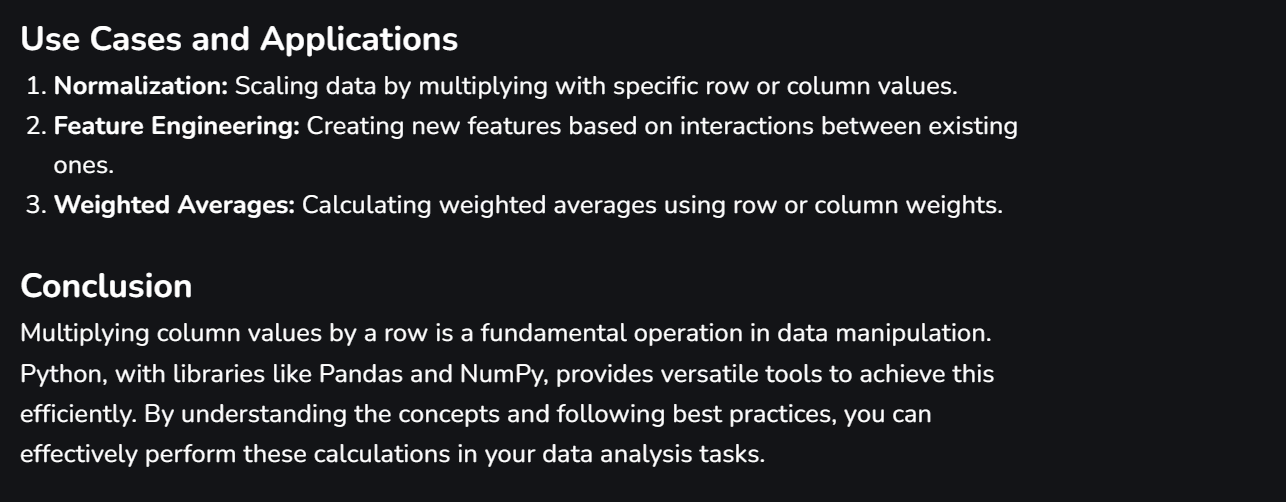 Use Cases and Applications
1. Normalization: Scaling data by multiplying with specific row or column values.
2. Feature Engineering: Creating new features based on interactions between existing
ones.
3. Weighted Averages: Calculating weighted averages using row or column weights.
Conclusion
Multiplying column values by a row is a fundamental operation in data manipulation.
Python, with libraries like Pandas and NumPy, provides versatile tools to achieve this
efficiently. By understanding the concepts and following best practices, you can
effectively perform these calculations in your data analysis tasks.